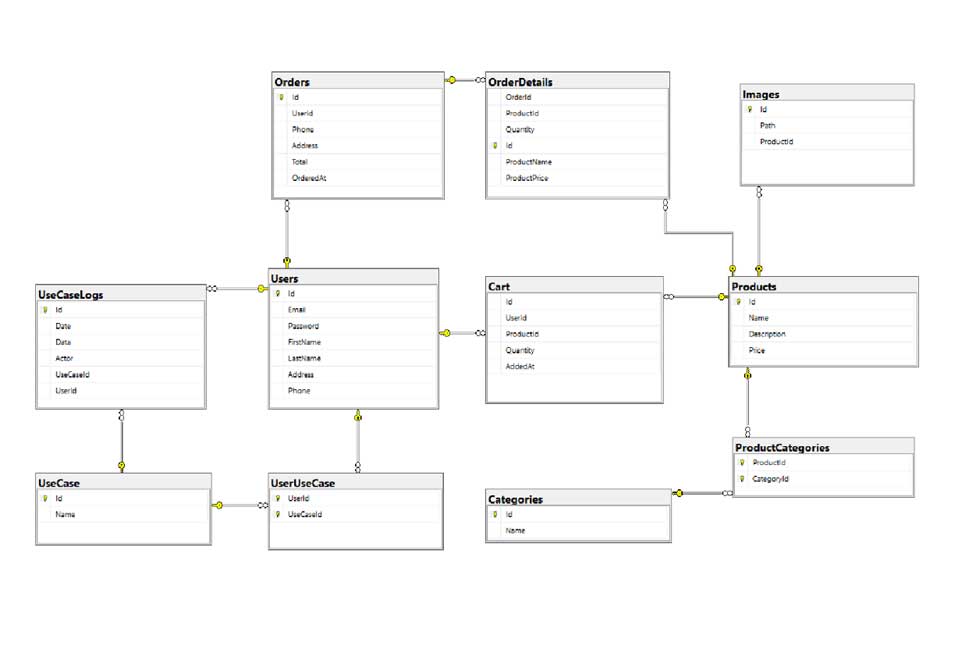 Orders
Id
UserId
Phone
Address
Total
OrderedAt
OrderDetails
OrderId
ProductId
Quantity
Id
ProductName
ProductPrice
Images
Id
Path
ProductId
UseCaseLogs
Id
Date
Data
Actor
UseCaseId
UserId
Users
Id
Email
Password
FirstName
LastName
Address
Phone
Cart
Id
UserId
ProductId
Quantity
AddedAt
Products
Id
Name
Description
Price
UseCase
Id
Name
UserUseCase
UserId
UseCaseId
Categories
Id
Name
ProductCategories
ProductId
CategoryId